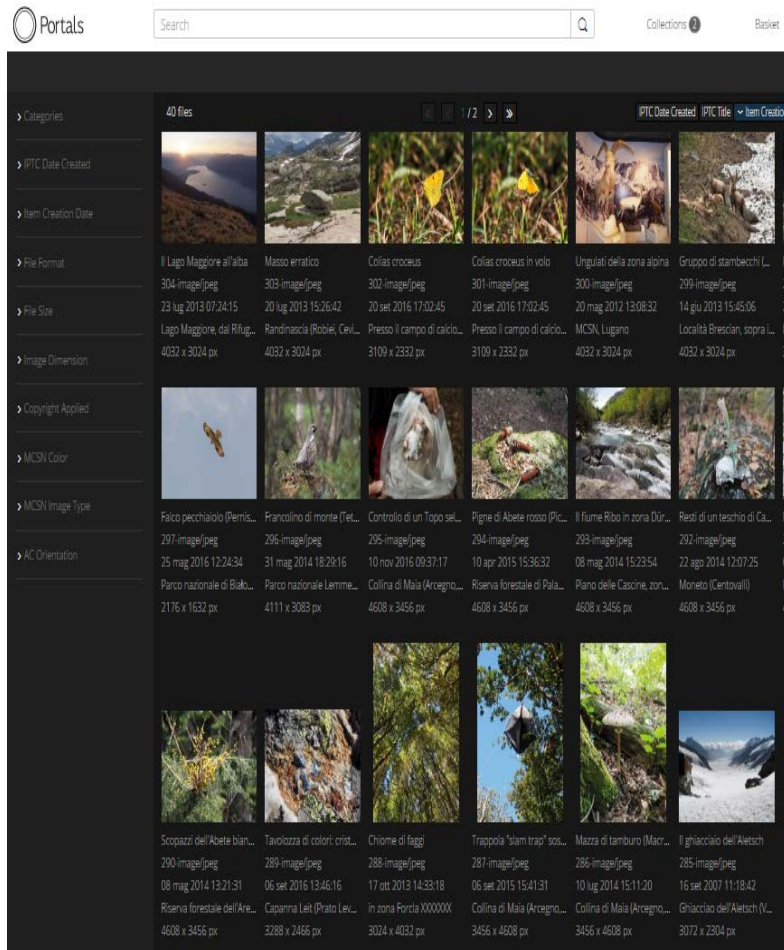 Portals
Search
Collections 2
Basket
Categories
IPTC Date Created
Item Creation Date
File Format
File Size
Image Dimension
Copyright Applied
MCSN Color
MCSN Image Type
AC Orientation
40 files
1 / 2
IPTC Date Created IPTC Title Item Creatio
Il Lago Maggiore all'alba
304-image/jpeg
23 lug 2013 07:24:15
Lago Maggiore, dal Rifug...
4032 x 3024 px
Masso erratico
303-image/jpeg
20 lug 2013 15:26:42
Randinascia (Robiei, Cevi...
4032 x 3024 px
Colias croceus
302-image/jpeg
20 set 2016 17:02:45
Presso il campo di calcio...
3109 x 2332 px
Colias croceus in volo
301-image/jpeg
20 set 2016 17:02:45
Presso il campo di calcio...
3109 x 2332 px
Ungulati della zona alpina
300-image/jpeg
20 mag 2012 13:08:32
MCSN, Lugano
4032 x 3024 px
Gruppo di stambecchi (...
299-image/jpeg
14 giu 2013 15:45:06
Località Brescian, sopra i...
4032 x 3024 px
Falco pecchiaiolo (Pernis...
297-image/jpeg
25 mag 2016 12:24:34
Parco nazionale di Biało...
2176 x 1632 px
Francolino di monte (Tet...
296-image/jpeg
31 mag 2014 18:29:16
Parco nazionale Lemme...
4111 x 3083 px
Controllo di un Topo sel...
295-image/jpeg
10 nov 2016 09:37:17
Collina di Maia (Arcegno,...
4608 x 3456 px
Pigne di Abete rosso (Pic...
294-image/jpeg
10 apr 2015 15:36:32
Riserva forestale di Pala...
4608 x 3456 px
Il fiume Ribo in zona Dür...
293-image/jpeg
08 mag 2014 15:23:54
Piano delle Cascine, zon...
4608 x 3456 px
Resti di un teschio di Ca...
292-image/jpeg
22 ago 2014 12:07:25
Moneto (Centovalli)
4608 x 3456 px
Scopazzi dell'Abete bian...
290-image/jpeg
08 mag 2014 13:21:31
Riserva forestale dell'Are...
4608 x 3456 px
Tavolozza di colori: crist...
289-image/jpeg
06 set 2016 13:46:16
Capanna Leit (Prato Lev...
3288 x 2466 px
Chiome di faggi
288-image/jpeg
17 ott 2013 14:33:18
in zona Forcla XXXXXXX
3024 x 4032 px
Trappola "slam trap" sos...
287-image/jpeg
06 set 2015 15:41:31
Collina di Maia (Arcegno,...
3456 x 4608 px
Mazza di tamburo (Macr...
286-image/jpeg
10 lug 2014 15:11:20
Collina di Maia (Arcegno,...
3456 x 4608 px
Il ghiacciaio dell'Aletsch
285-image/jpeg
16 set 2007 11:18:42
Ghiacciao dell'Aletsch (V...
3072 x 2304 px